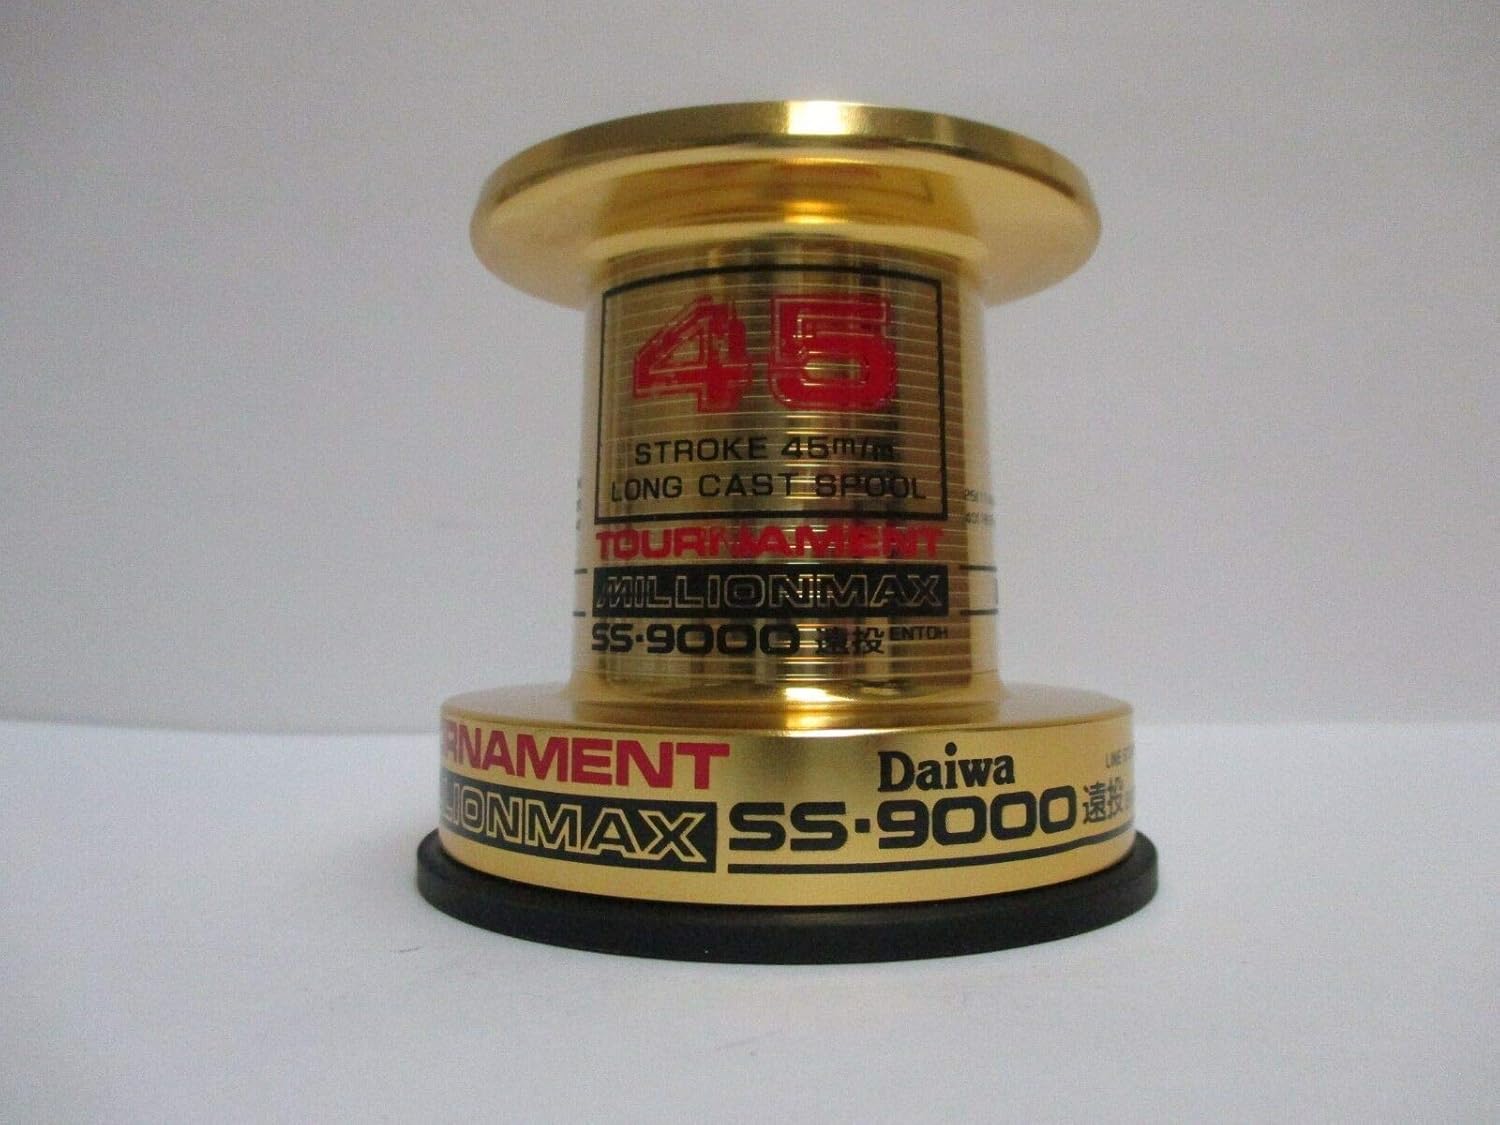 45
STROKE 45m/m
LONG CAST SPOOL
TOURNAMENT
MILLIONMAX
SS·9000 遠投 ENTOH
RNAMENT
LIONMAX
Daiwa
SS·9000 遠投